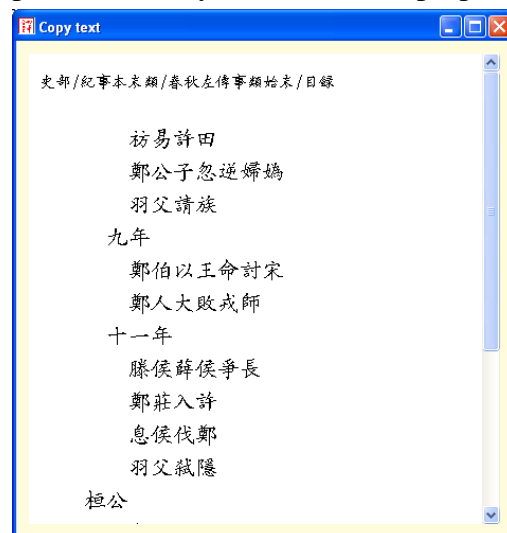 Copy text
史部/紀事本末類/春秋左傳事類始末/目録
祊易許田
鄭公子忽逆婦媯
羽父請族
九年
鄭伯以王命討宋
鄭人大敗戎師
十一年
滕侯薛侯爭長
鄭莊入許
息侯伐鄭
羽父弑隱
桓公